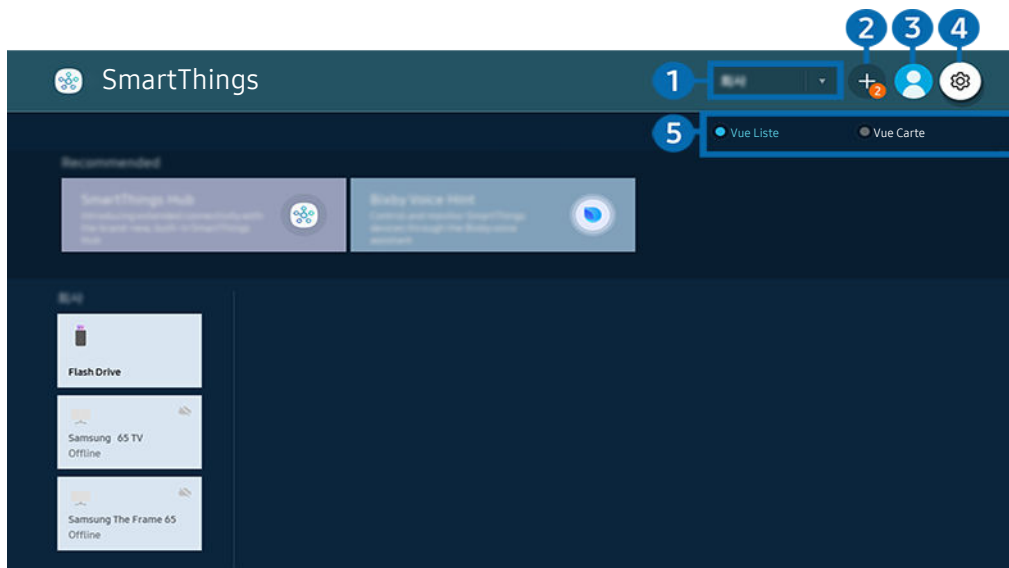 2 3 4
SmartThings
1
2
5
Vue Liste
Vue Carte
Recommended
SmartThings Hub
Bixby Voice Hint
Flash Drive
Samsung 65 TV
Offline
Samsung The Frame 65
Offline